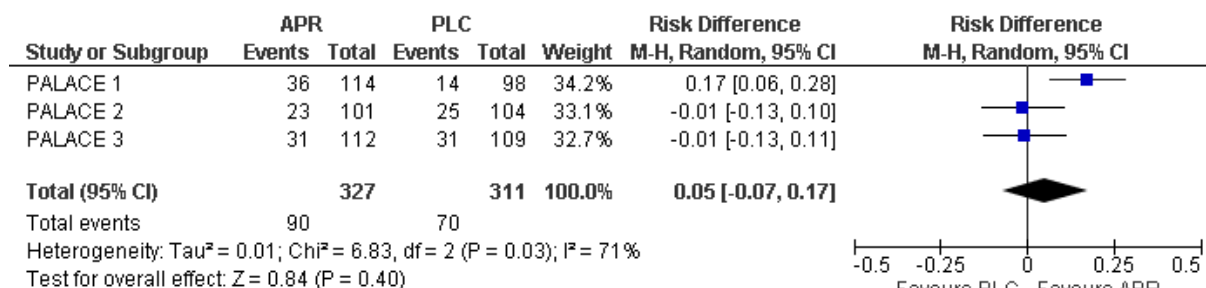 APR PLC Risk Difference Risk Difference
Study or Subgroup Events Total Events Total Weight M-H, Random, 95% CI M-H, Random, 95% CI
PALACE 1 36 114 14 98 34.2% 0.17 [0.06, 0.28]
PALACE 2 23 101 25 104 33.1% -0.01 [-0.13, 0.10]
PALACE 3 31 112 31 109 32.7% -0.01 [-0.13, 0.11]
Total (95% CI) 327 311 100.0% 0.05 [-0.07, 0.17]
Total events 90 70
Heterogeneity: Tau² = 0.01; Chi² = 6.83, df = 2 (P = 0.03); I² = 71%
Test for overall effect: Z = 0.84 (P = 0.40)
-0.5 -0.25 0 0.25 0.5
Favours PLC Favours APR